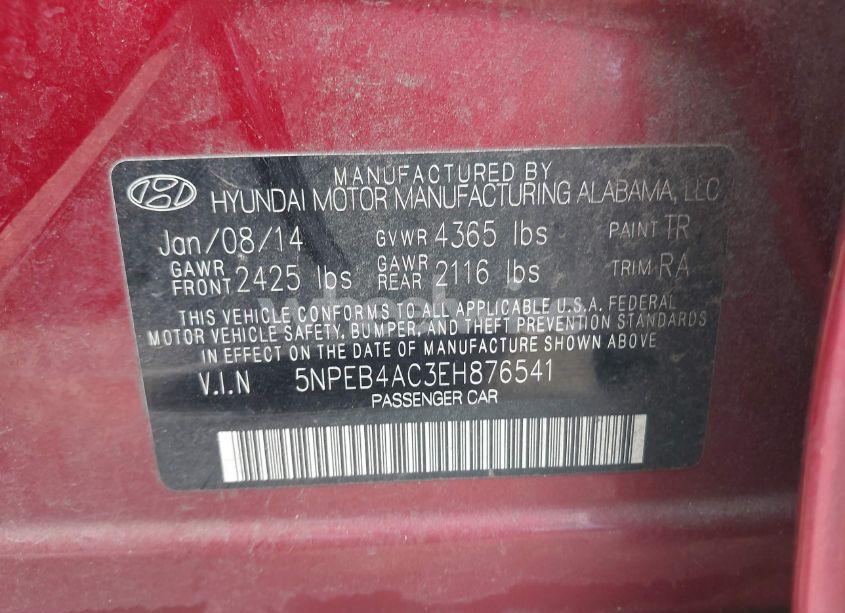 MANUFACTURED BY
HYUNDAI MOTOR MANUFACTURING ALABAMA, LLC
Jan/08/14 GVWR 4365 lbs PAINT TR
GAWR FRONT 2425 lbs GAWR REAR 2116 lbs TRIM RA
THIS VEHICLE CONFORMS TO ALL APPLICABLE U.S.A. FEDERAL
MOTOR VEHICLE SAFETY, BUMPER, AND THEFT PREVENTION STANDARDS
IN EFFECT ON THE DATE OF MANUFACTURE SHOWN ABOVE
V.I.N 5NPEB4AC3EH876541
PASSENGER CAR